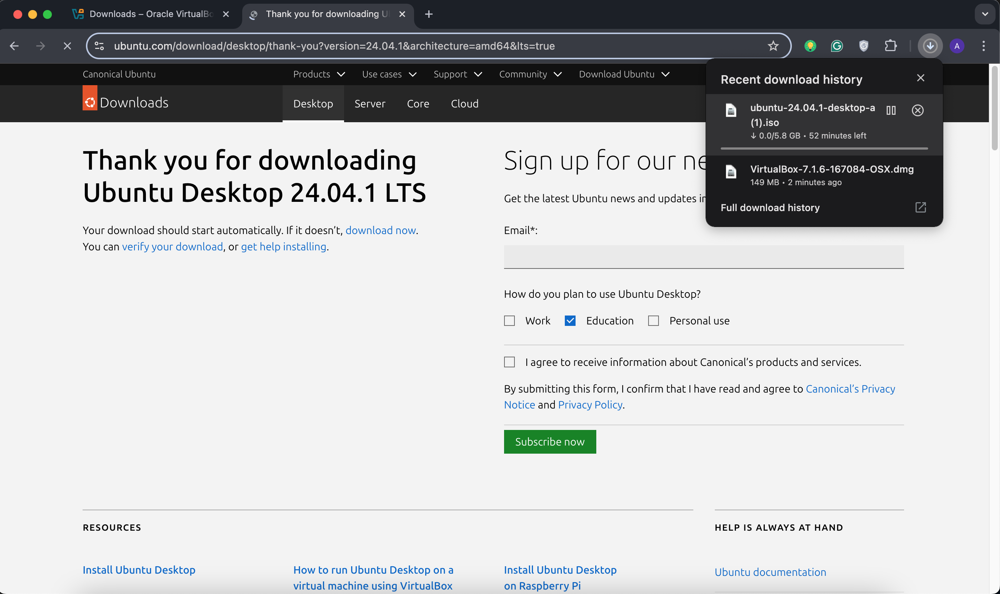 Downloads – Oracle VirtualBo
Thank you for downloading U
ubuntu.com/download/desktop/thank-you?version=24.04.1&architecture=amd64&lts=true
A
Canonical Ubuntu
Products
Use cases
Support
Community
Download Ubuntu
Downloads
Desktop
Server
Core
Cloud
Recent download history
ubuntu-24.04.1-desktop-a
(1).iso
↓ 0.0/5.8 GB • 52 minutes left
VirtualBox-7.1.6-167084-OSX.dmg
149 MB • 2 minutes ago
Full download history
Thank you for downloading
Ubuntu Desktop 24.04.1 LTS
Your download should start automatically. If it doesn’t, download now.
You can verify your download, or get help installing.
Sign up for our ne
Get the latest Ubuntu news and updates in
Email*:
How do you plan to use Ubuntu Desktop?
Work
Education
Personal use
I agree to receive information about Canonical’s products and services.
By submitting this form, I confirm that I have read and agree to Canonical’s Privacy
Notice and Privacy Policy.
Subscribe now
RESOURCES
HELP IS ALWAYS AT HAND
Install Ubuntu Desktop
How to run Ubuntu Desktop on a
virtual machine using VirtualBox
Install Ubuntu Desktop
on Raspberry Pi
Ubuntu documentation